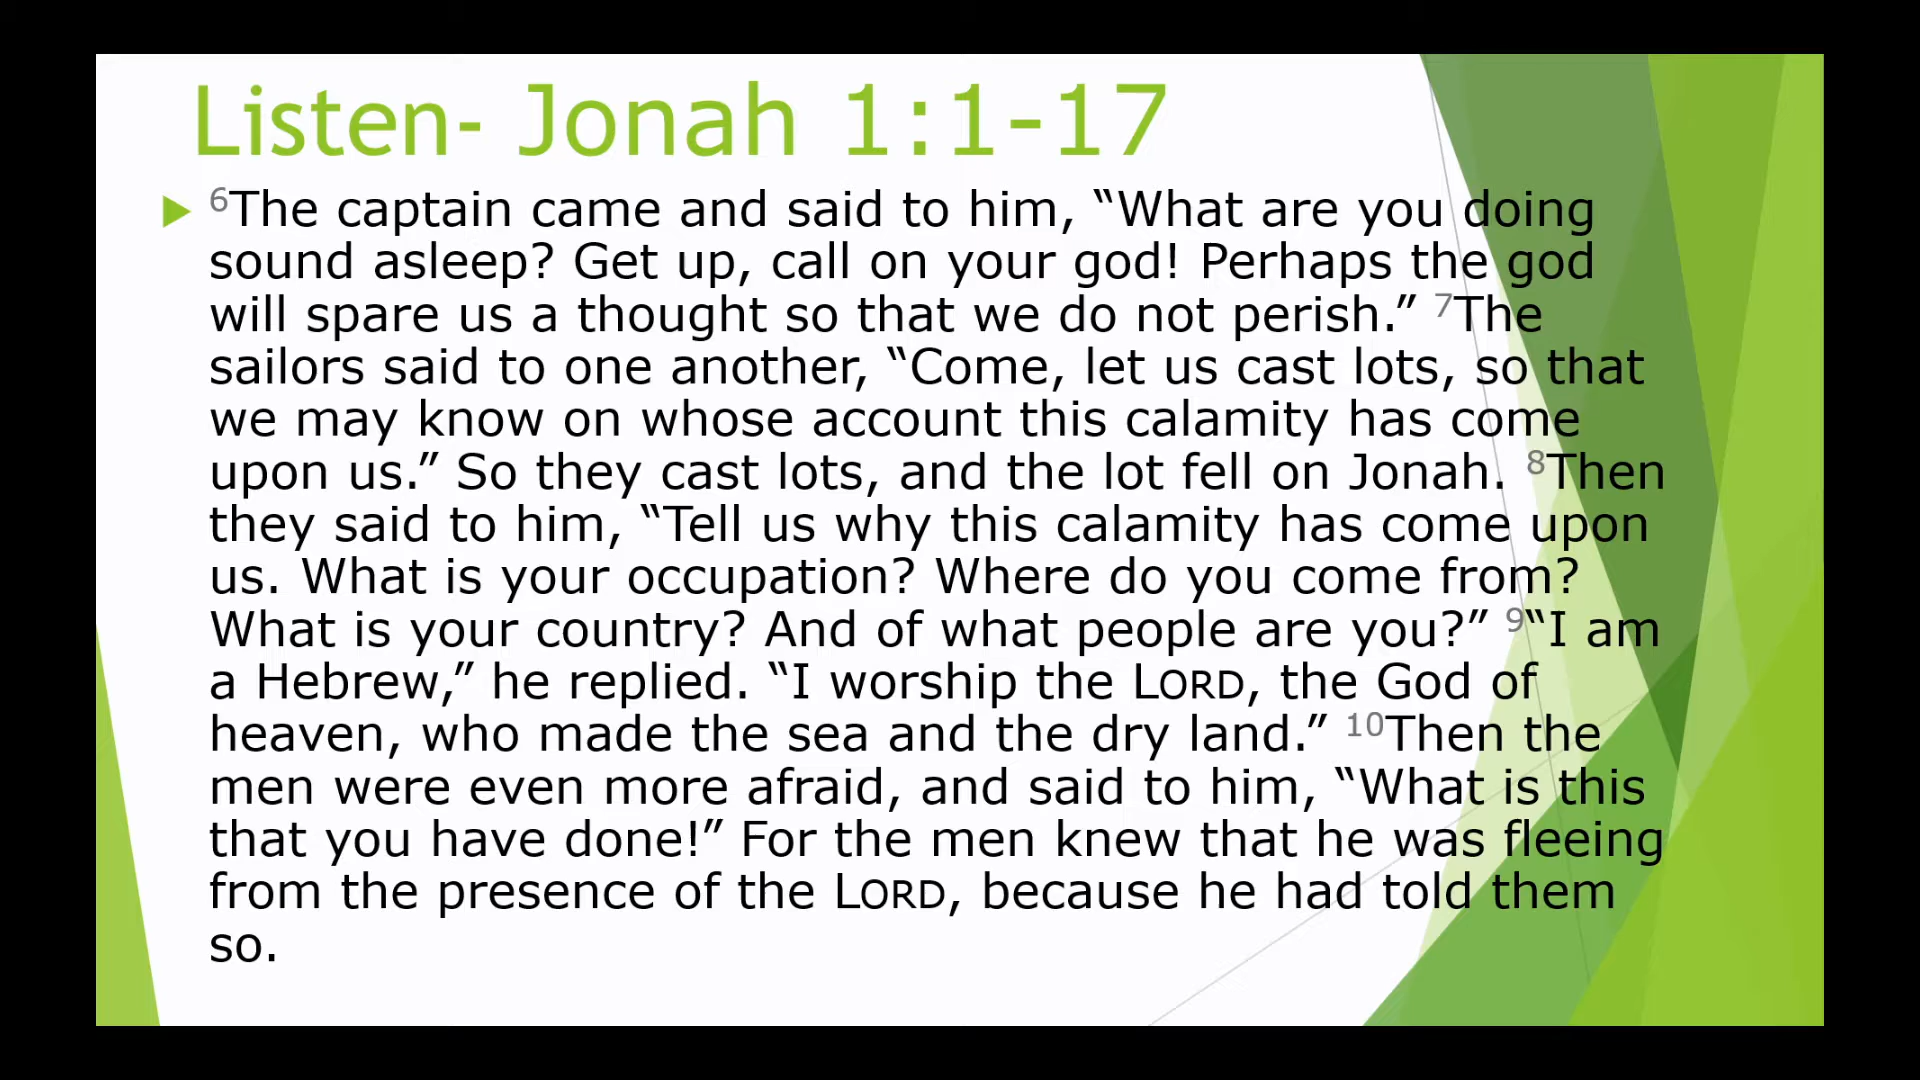 Listen- Jonah 1:1-17
⁶The captain came and said to him, “What are you doing
sound asleep? Get up, call on your god! Perhaps the god
will spare us a thought so that we do not perish.” ⁷The
sailors said to one another, “Come, let us cast lots, so that
we may know on whose account this calamity has come
upon us.” So they cast lots, and the lot fell on Jonah. ⁸Then
they said to him, “Tell us why this calamity has come upon
us. What is your occupation? Where do you come from?
What is your country? And of what people are you?” ⁹“I am
a Hebrew,” he replied. “I worship the LORD, the God of
heaven, who made the sea and the dry land.” ¹⁰Then the
men were even more afraid, and said to him, “What is this
that you have done!” For the men knew that he was fleeing
from the presence of the LORD, because he had told them
so.